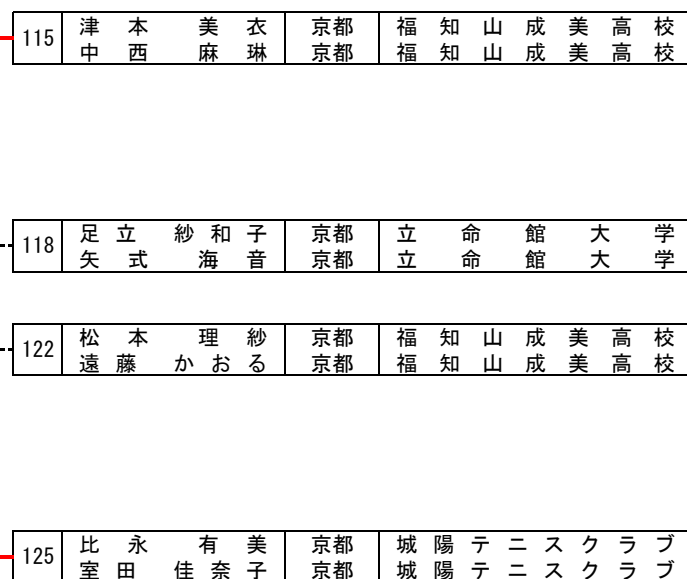 115 津本 美衣 京都 福知山成美高校
中西 麻琳 京都 福知山成美高校
118 足立 紗和子 京都 立命館大学
矢式 海音 京都 立命館大学
122 松本 理紗 京都 福知山成美高校
遠藤 かおる 京都 福知山成美高校
125 比永 有美 京都 城陽テニスクラブ
室田 佳奈子 京都 城陽テニスクラブ